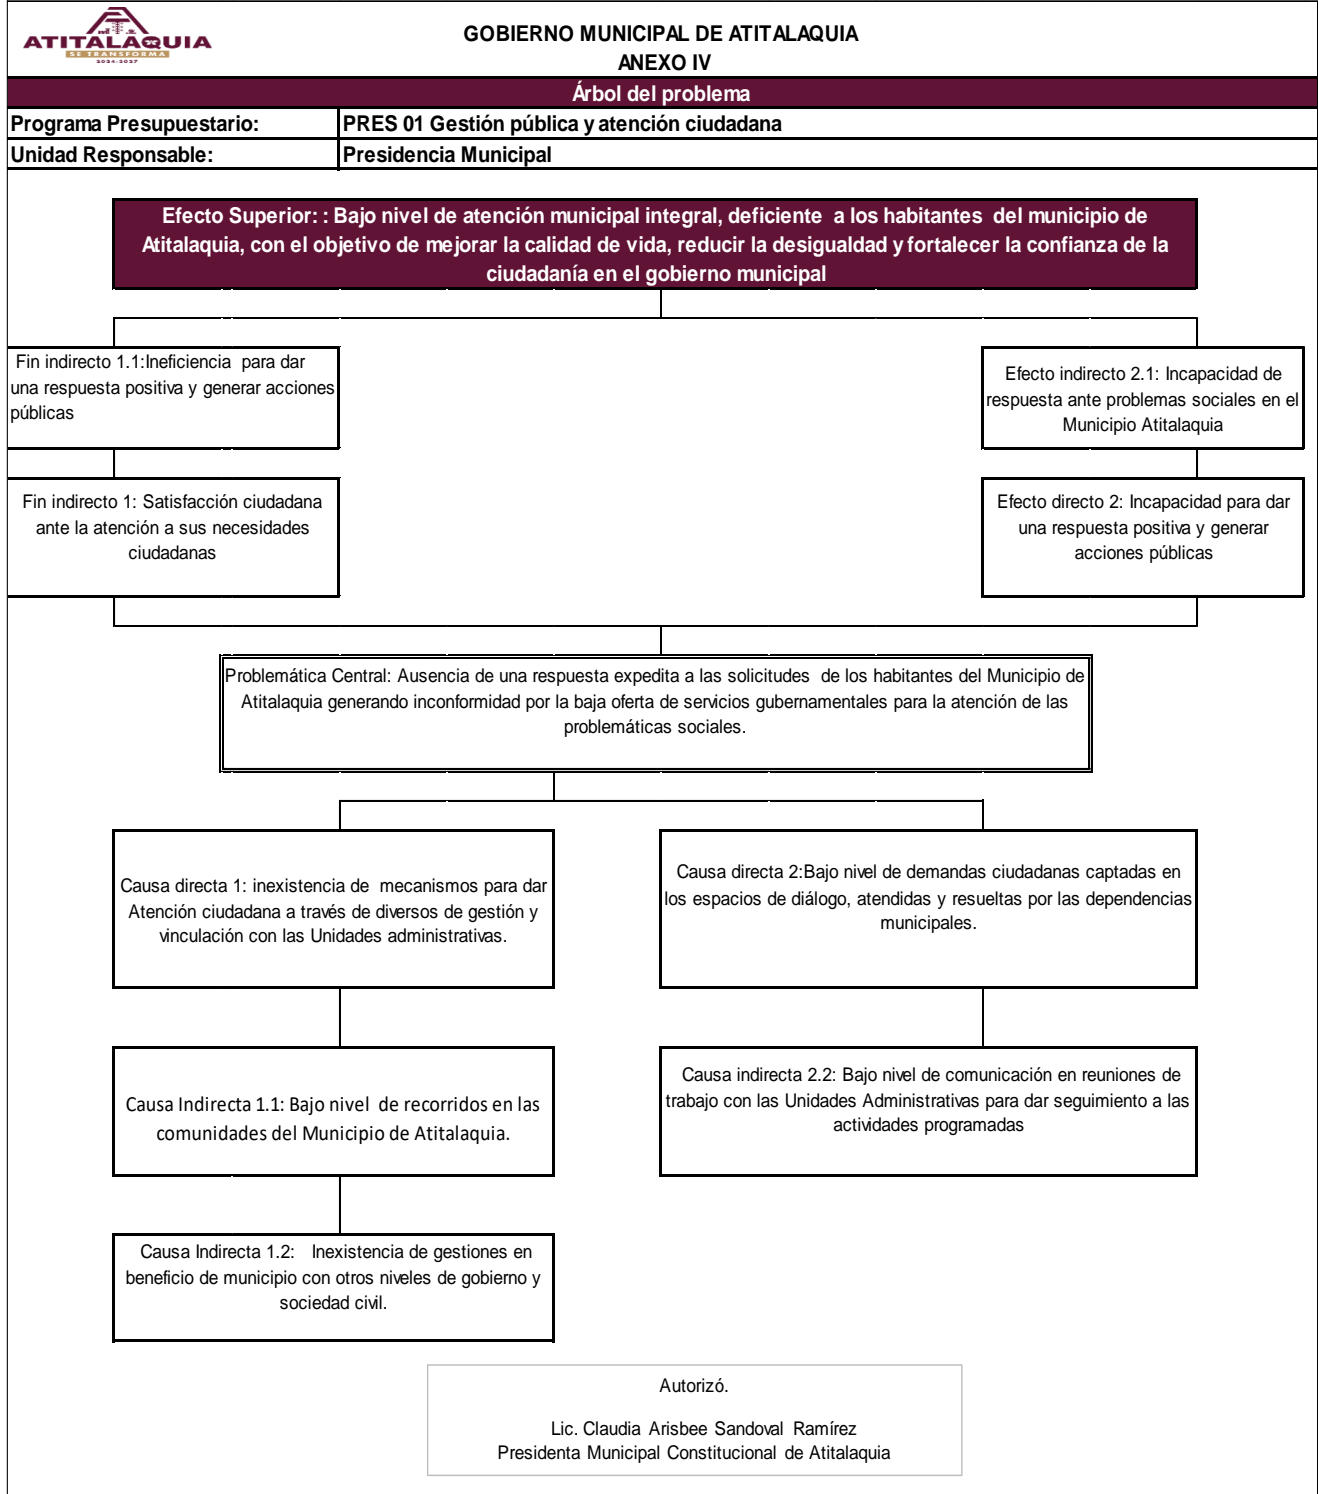 ATITALAQUIA
SE TRANSFORMA
2024-2027
GOBIERNO MUNICIPAL DE ATITALAQUIA
ANEXO IV
Árbol del problema
Programa Presupuestario: PRES 01 Gestión pública y atención ciudadana
Unidad Responsable: Presidencia Municipal
Efecto Superior: : Bajo nivel de atención municipal integral, deficiente a los habitantes del municipio de
Atitalaquia, con el objetivo de mejorar la calidad de vida, reducir la desigualdad y fortalecer la confianza de la
ciudadanía en el gobierno municipal
Fin indirecto 1.1:Ineficiencia para dar
una respuesta positiva y generar acciones
públicas
Efecto indirecto 2.1: Incapacidad de
respuesta ante problemas sociales en el
Municipio Atitalaquia
Fin indirecto 1: Satisfacción ciudadana
ante la atención a sus necesidades
ciudadanas
Efecto directo 2: Incapacidad para dar
una respuesta positiva y generar
acciones públicas
Problemática Central: Ausencia de una respuesta expedita a las solicitudes de los habitantes del Municipio de
Atitalaquia generando inconformidad por la baja oferta de servicios gubernamentales para la atención de las
problemáticas sociales.
Causa directa 1: inexistencia de mecanismos para dar
Atención ciudadana a través de diversos de gestión y
vinculación con las Unidades administrativas.
Causa directa 2:Bajo nivel de demandas ciudadanas captadas en
los espacios de diálogo, atendidas y resueltas por las dependencias
municipales.
Causa Indirecta 1.1: Bajo nivel de recorridos en las
comunidades del Municipio de Atitalaquia.
Causa indirecta 2.2: Bajo nivel de comunicación en reuniones de
trabajo con las Unidades Administrativas para dar seguimiento a las
actividades programadas
Causa Indirecta 1.2: Inexistencia de gestiones en
beneficio de municipio con otros niveles de gobierno y
sociedad civil.
Autorizó.
Lic. Claudia Arisbee Sandoval Ramírez
Presidenta Municipal Constitucional de Atitalaquia